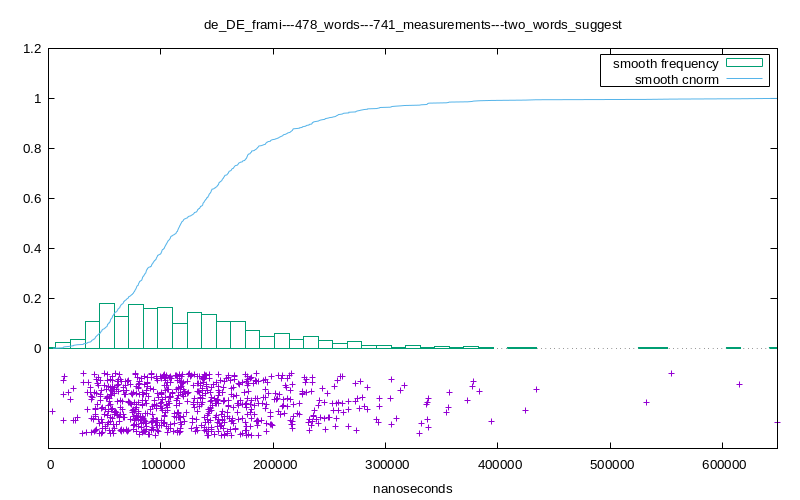 de_DE_frami---478_words---741_measurements---two_words_suggest
1.2
smooth frequency
smooth cnorm
1
0.8
0.6
0.4
0.2
0
0 100000 200000 300000 400000 500000 600000
nanoseconds